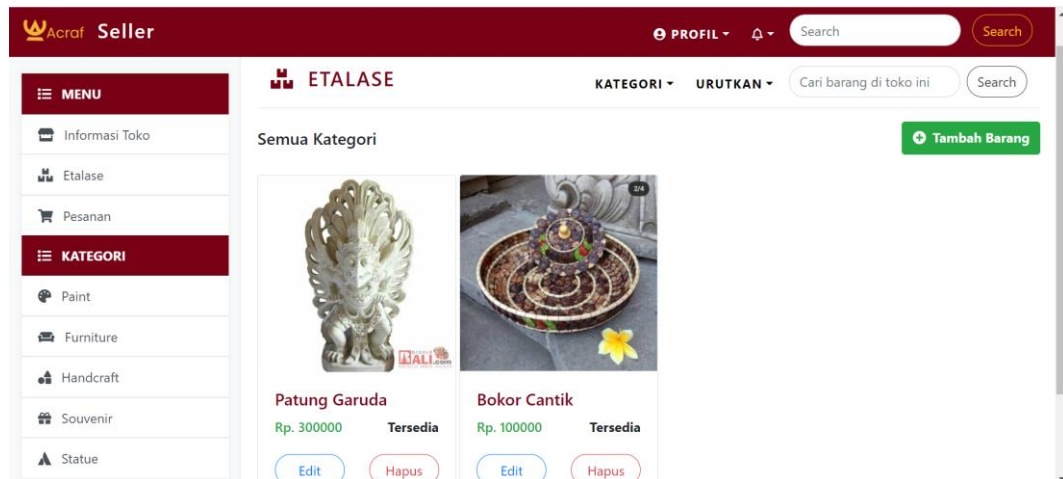 Acraf Seller
PROFIL
Search
Search
MENU
Informasi Toko
Etalase
Pesanan
KATEGORI
Paint
Furniture
Handcraft
Souvenir
Statue
ETALASE
KATEGORI
URUTKAN
Cari barang di toko ini
Search
Semua Kategori
Tambah Barang
BALI.com
Patung Garuda
Rp. 300000 Tersedia
Edit Hapus
2/4
Bokor Cantik
Rp. 100000 Tersedia
Edit Hapus